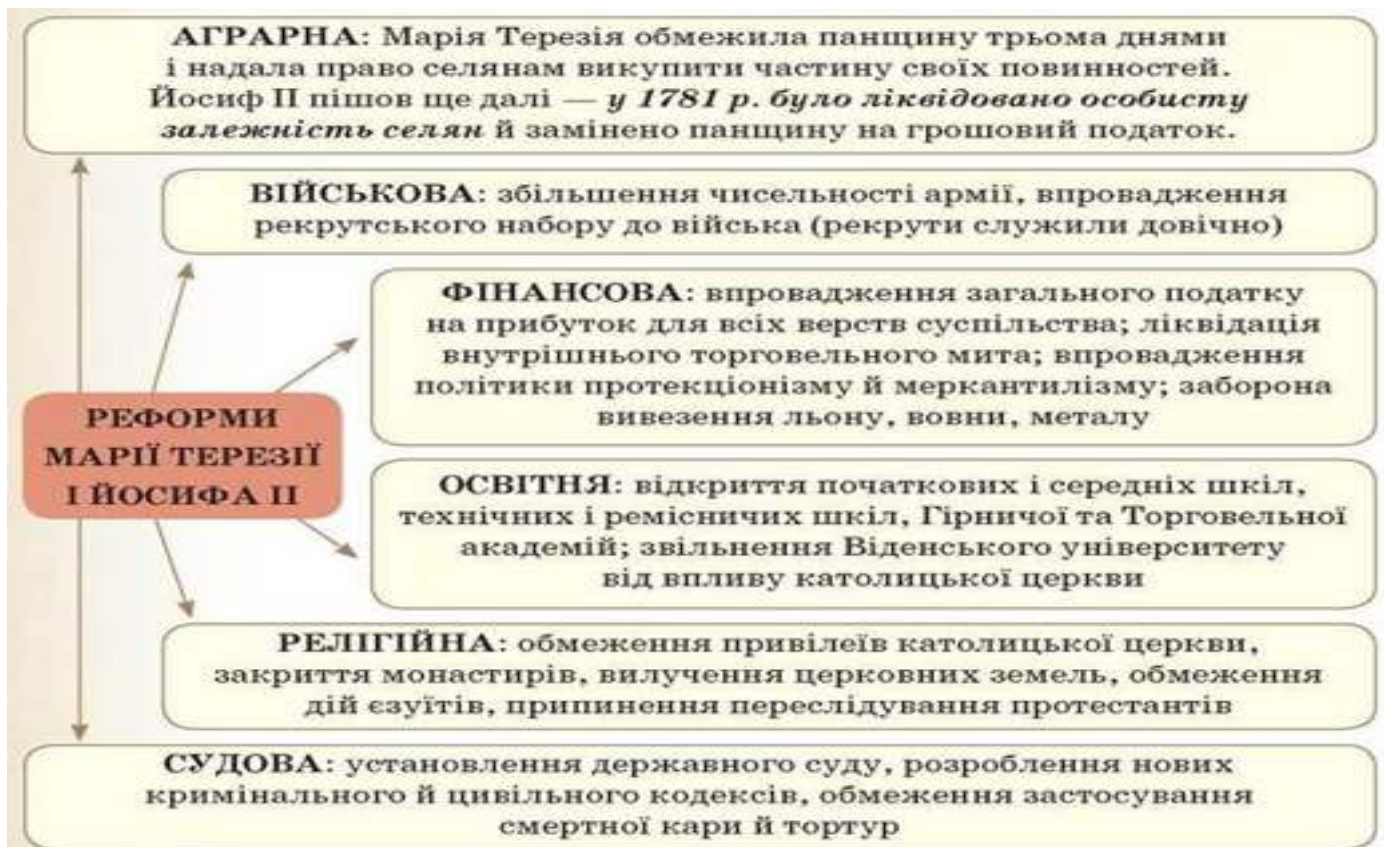 АГРАРНА: Марія Терезія обмежила панщину трьома днями
і надала право селянам викупити частину своїх повинностей.
Йосиф II пішов ще далі — у 1781 р. було ліквідовано особисту
залежність селян й замінено панщину на грошовий податок.
ВІЙСЬКОВА: збільшення чисельності армії, впровадження
рекрутського набору до війська (рекрути служили довічно)
ФІНАНСОВА: впровадження загального податку
на прибуток для всіх верств суспільства; ліквідація
внутрішнього торговельного мита; впровадження
політики протекціонізму й меркантилізму; заборона
вивезення льону, вовни, металу
РЕФОРМИ
МАРІЇ ТЕРЕЗІЇ
І ЙОСИФА II
ОСВІТНЯ: відкриття початкових і середніх шкіл,
технічних і ремісничих шкіл, Гірничої та Торговельної
академій; звільнення Віденського університету
від впливу католицької церкви
РЕЛІГІЙНА: обмеження привілеїв католицької церкви,
закриття монастирів, вилучення церковних земель, обмеження
дій єзуїтів, припинення переслідування протестантів
СУДОВА: установлення державного суду, розроблення нових
кримінального й цивільного кодексів, обмеження застосування
смертної кари й тортур